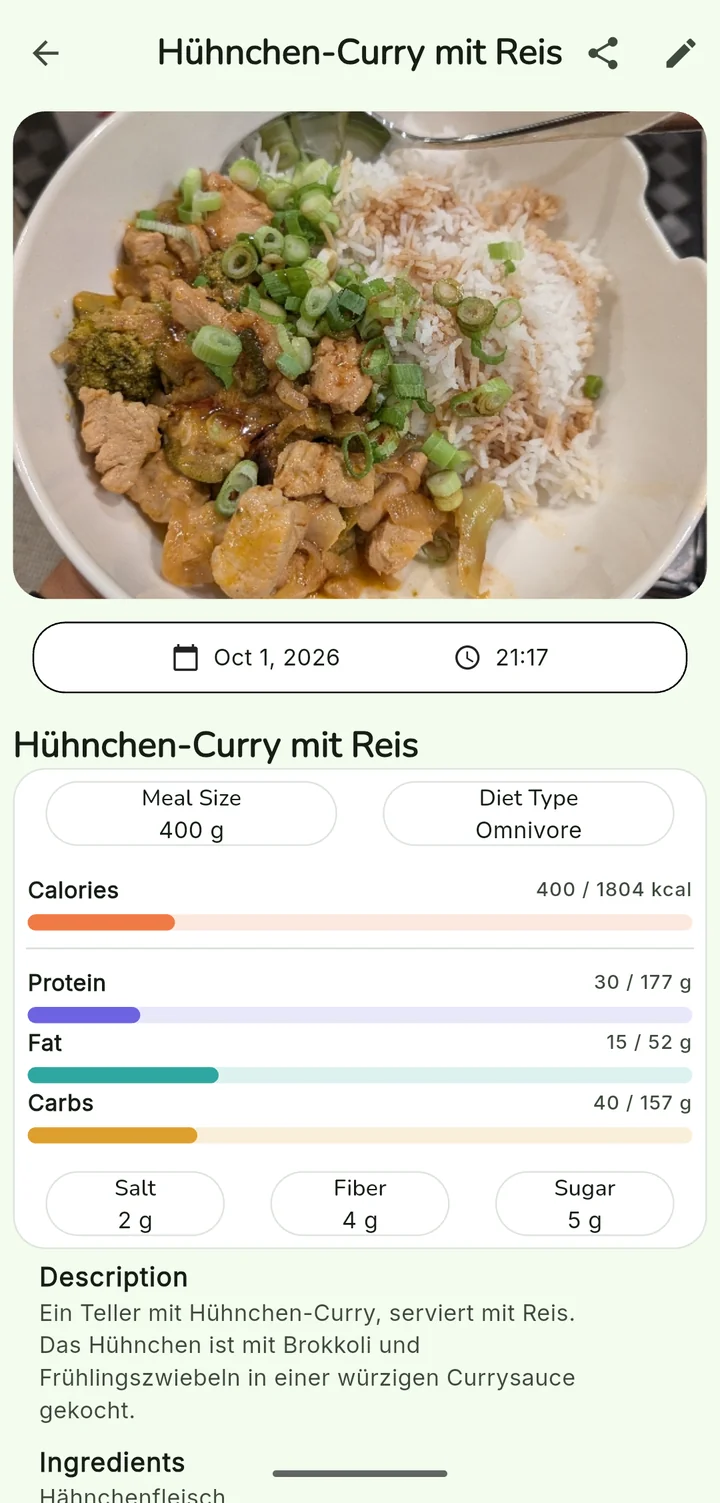 Hühnchen-Curry mit Reis
Oct 1, 2026 21:17
Hühnchen-Curry mit Reis
Meal Size Diet Type
400 g Omnivore
Calories 400 / 1804 kcal
Protein 30 / 177 g
Fat 15 / 52 g
Carbs 40 / 157 g
Salt Fiber Sugar
2 g 4 g 5 g
Description
Ein Teller mit Hühnchen-Curry, serviert mit Reis.
Das Hühnchen ist mit Brokkoli und
Frühlingszwiebeln in einer würzigen Currysauce
gekocht.
Ingredients
Hähnchenfleisch